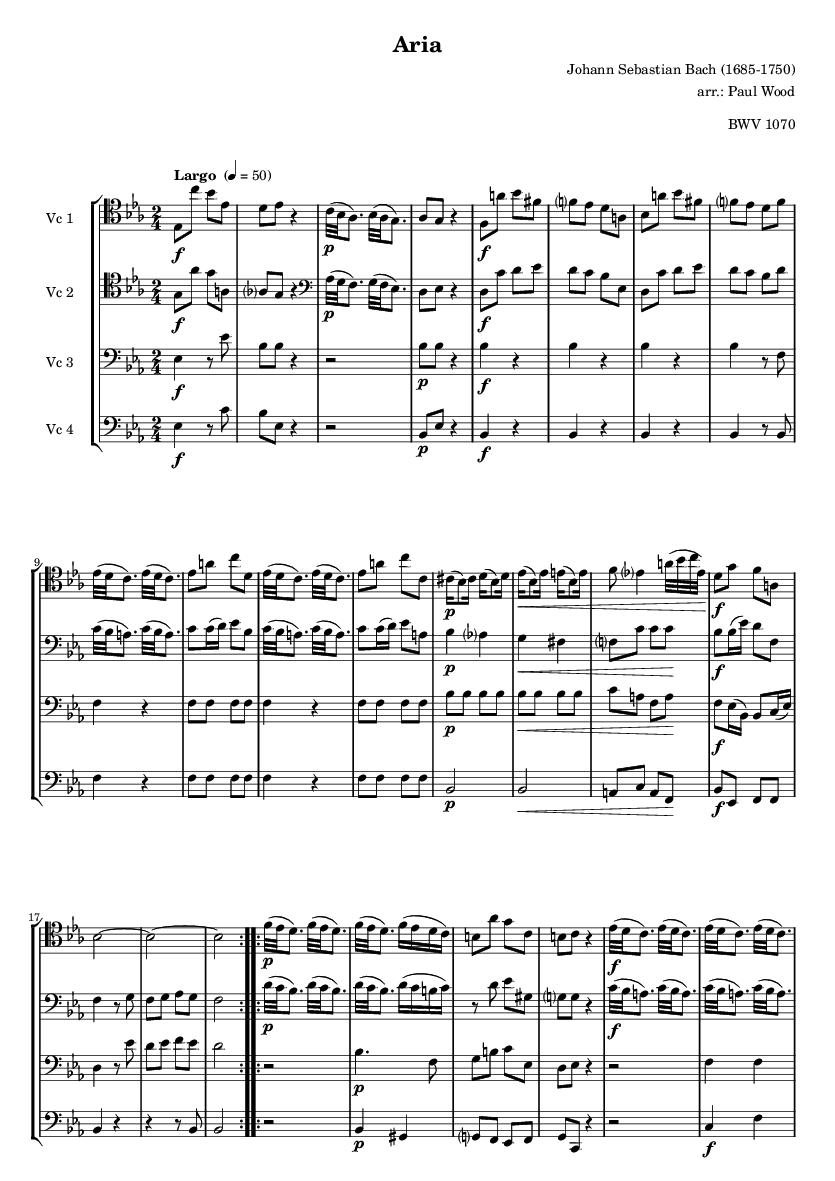 Aria
Johann Sebastian Bach (1685-1750)
arr.: Paul Wood
BWV 1070
Largo (♩ = 50)
Vc 1
f p f
Vc 2
f p f
Vc 3
f p f
Vc 4
f p f
9
p f
p f
p f
p f
17
p f
p f
p
p f